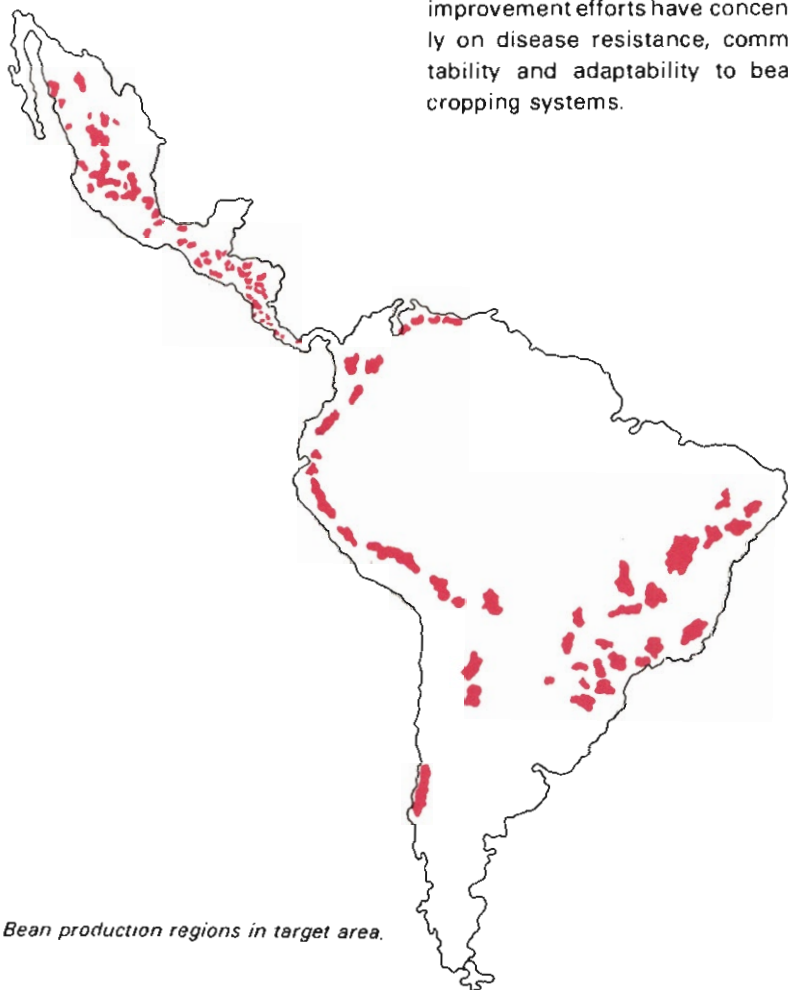 improvement efforts have concen
ly on disease resistance, comm
tability and adaptability to bea
cropping systems.
Bean production regions in target area.